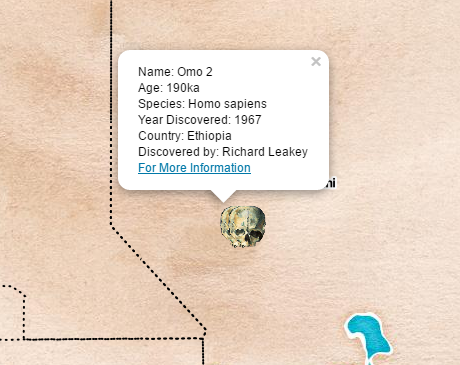 Name: Omo 2
Age: 190ka
Species: Homo sapiens
Year Discovered: 1967
Country: Ethiopia
Discovered by: Richard Leakey
For More Information